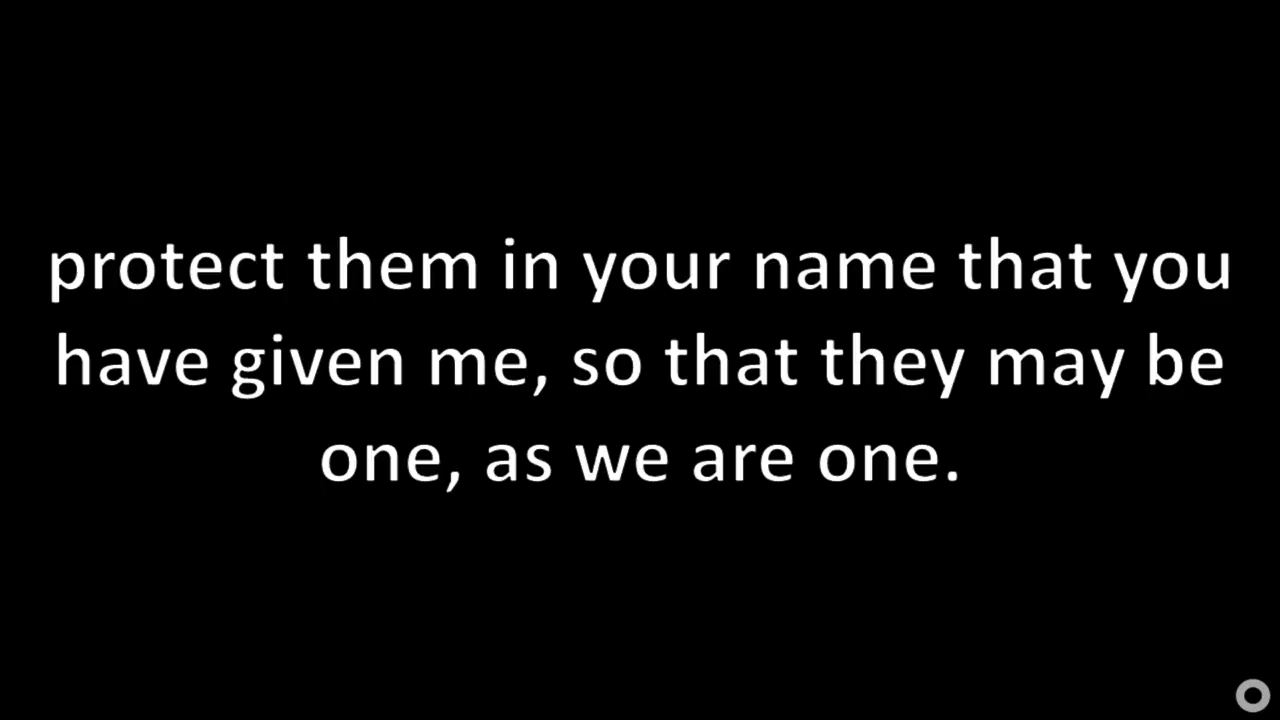 protect them in your name that you
have given me, so that they may be
one, as we are one.